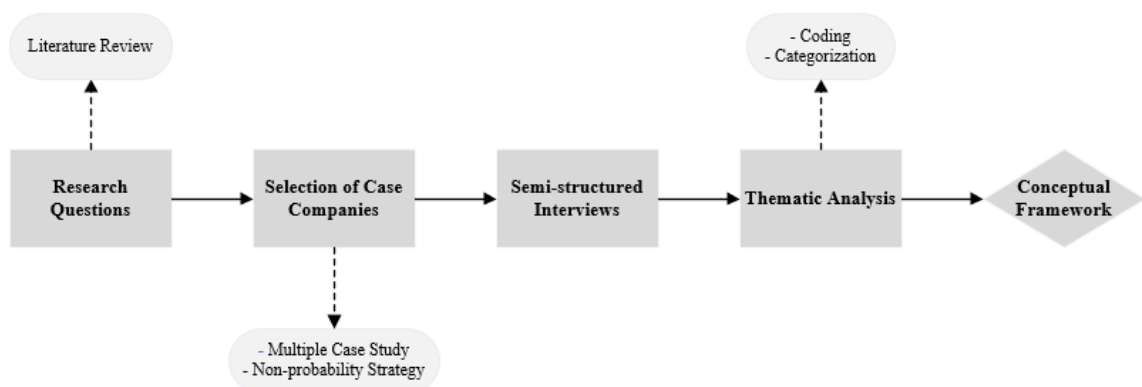 Literature Review
- Coding
- Categorization
Research
Questions
Selection of Case
Companies
Semi-structured
Interviews
Thematic Analysis
Conceptual
Framework
- Multiple Case Study
- Non-probability Strategy